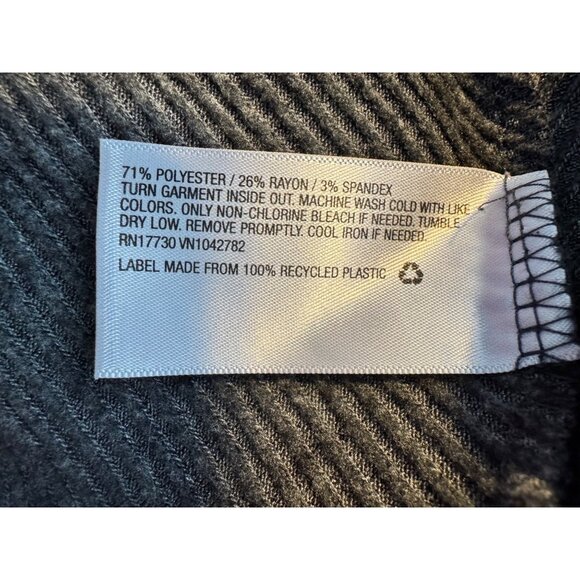 71% POLYESTER / 26% RAYON / 3% SPANDEX
TURN GARMENT INSIDE OUT. MACHINE WASH COLD WITH LIKE
COLORS. ONLY NON-CHLORINE BLEACH IF NEEDED. TUMBLE
DRY LOW. REMOVE PROMPTLY. COOL IRON IF NEEDED.
RN17730 VN1042782
LABEL MADE FROM 100% RECYCLED PLASTIC